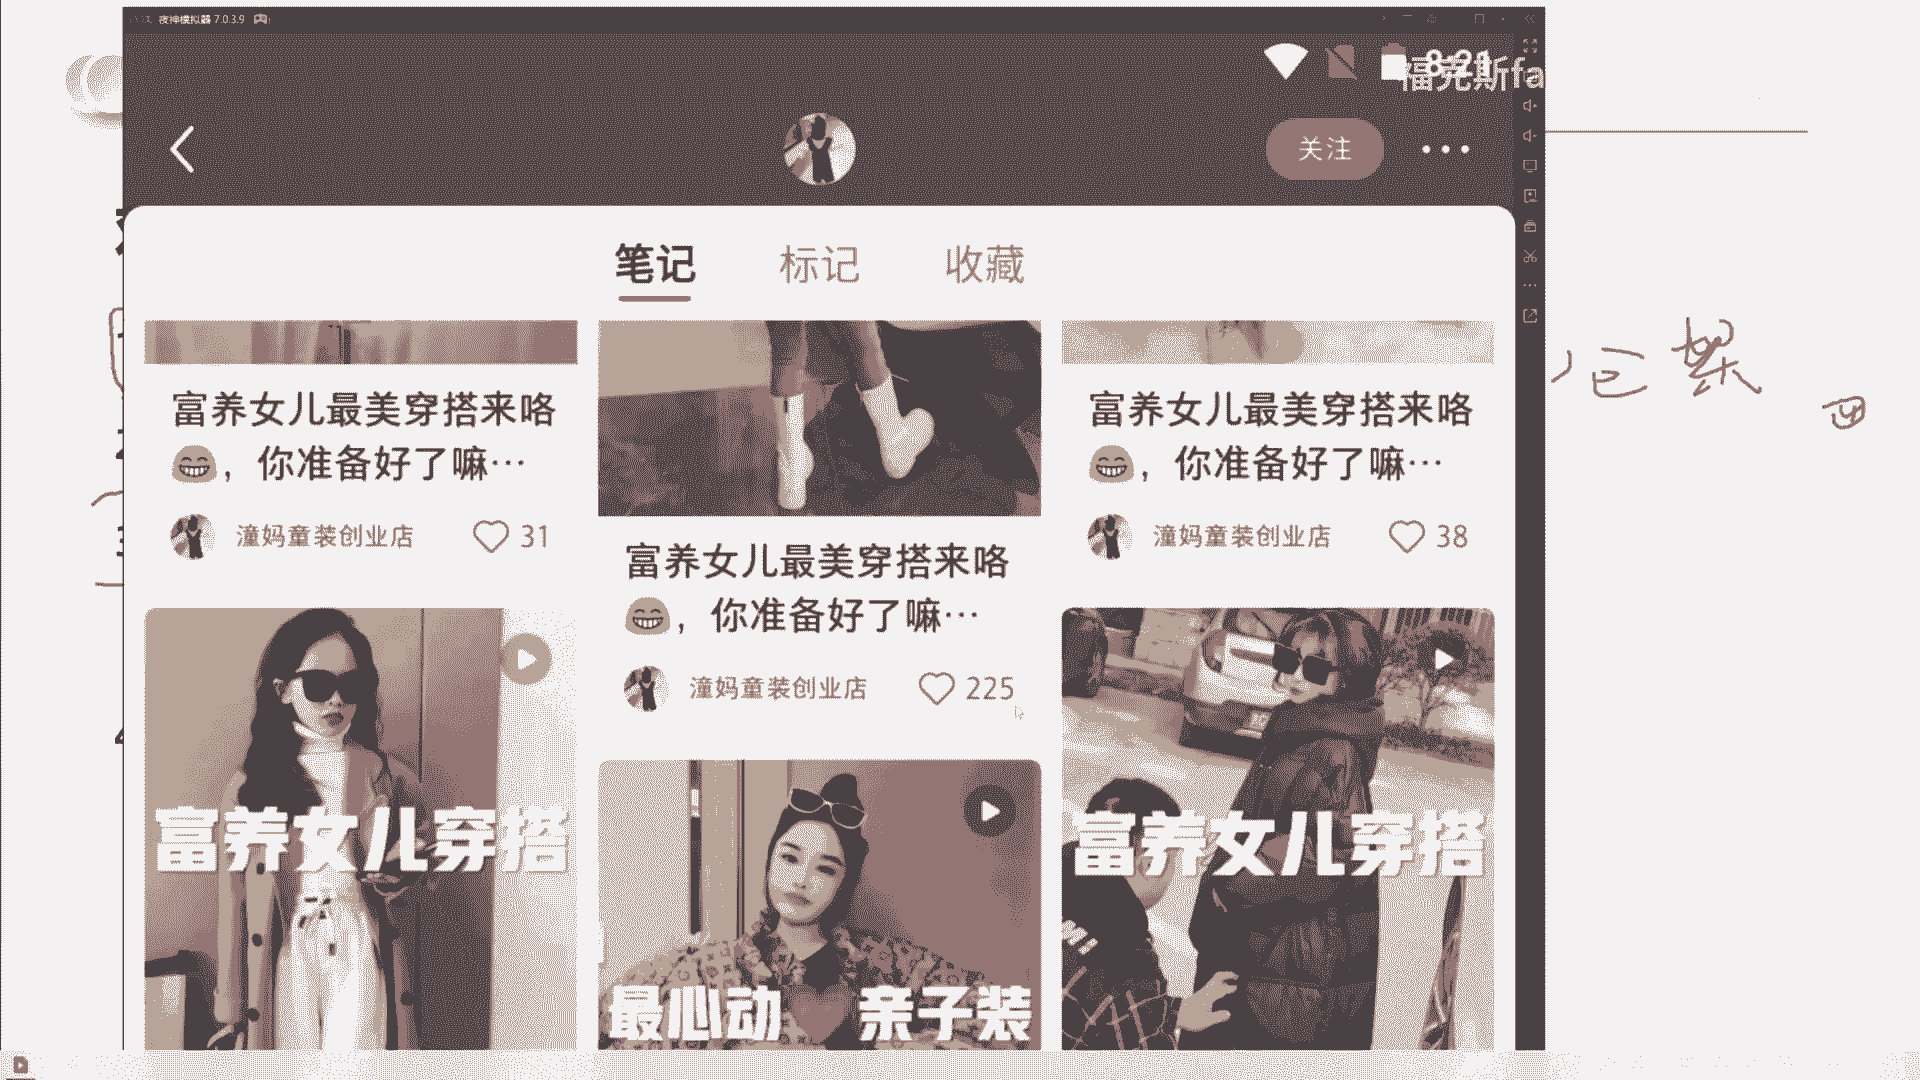 夜神模拟器 7.0.3.9
8:21
福克斯fa
关注
笔记
标记
收藏
富养女儿最美穿搭来咯
😁，你准备好了嘛…
潼妈童装创业店
31
富养女儿最美穿搭来咯
😁，你准备好了嘛…
潼妈童装创业店
225
富养女儿最美穿搭来咯
😁，你准备好了嘛…
潼妈童装创业店
38
富养女儿穿搭
最心动
亲子装
富养女儿穿搭